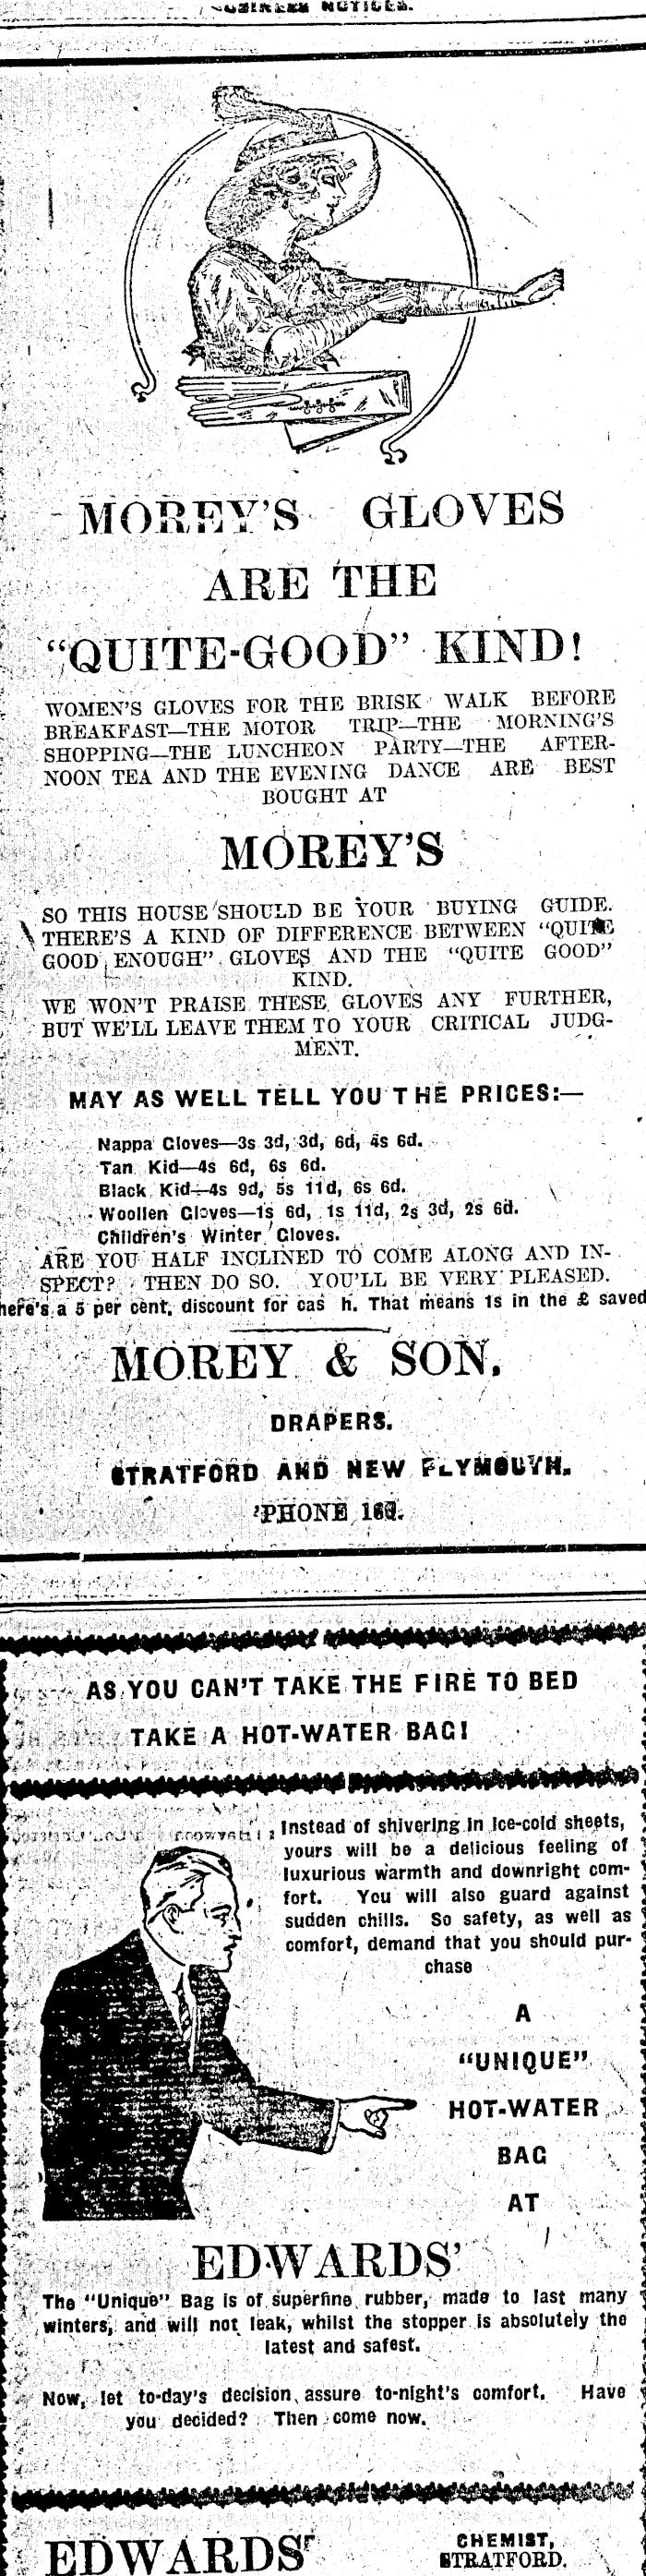 BUSINESS NOTICES.
MOREY'S GLOVES
ARE THE
"QUITE-GOOD" KIND!
WOMEN'S GLOVES FOR THE BRISK WALK BEFORE
BREAKFAST—THE MOTOR TRIP—THE MORNING'S
SHOPPING—THE LUNCHEON PARTY—THE AFTER-
NOON TEA AND THE EVENING DANCE ARE BEST
BOUGHT AT
MOREY'S
SO THIS HOUSE SHOULD BE YOUR BUYING GUIDE.
THERE'S A KIND OF DIFFERENCE BETWEEN "QUITE
GOOD ENOUGH" GLOVES AND THE "QUITE GOOD"
KIND.
WE WON'T PRAISE THESE GLOVES ANY FURTHER,
BUT WE'LL LEAVE THEM TO YOUR CRITICAL JUDG-
MENT.
MAY AS WELL TELL YOU THE PRICES:—
Nappa Gloves—3s 3d, 3d, 6d, 4s 6d.
Tan Kid—4s 6d, 6s 6d.
Black Kid—4s 9d, 5s 11d, 6s 6d.
Woollen Gloves—1s 6d, 1s 11d, 2s 3d, 2s 6d.
Children's Winter Gloves.
ARE YOU HALF INCLINED TO COME ALONG AND IN-
SPECT? THEN DO SO. YOU'LL BE VERY PLEASED.
here's a 5 per cent. discount for cas h. That means 1s in the £ saved
MOREY & SON,
DRAPERS.
STRATFORD AND NEW PLYMOUTH.
'PHONE
AS YOU CAN'T TAKE THE FIRE TO BED
TAKE A HOT-WATER BAG!
Instead of shivering in ice-cold sheets,
yours will be a delicious feeling of
luxurious warmth and downright com-
fort. You will also guard against
sudden chills. So safety, as well as
comfort, demand that you should pur-
chase
A
"UNIQUE"
HOT-WATER
BAG
AT
EDWARDS'
The "Unique" Bag is of superfine rubber, made to last many
winters, and will not leak, whilst the stopper is absolutely the
latest and safest.
Now, let to-day's decision assure to-night's comfort. Have
you decided? Then come now.
EDWARDS'
CHEMIST,
STRATFORD.